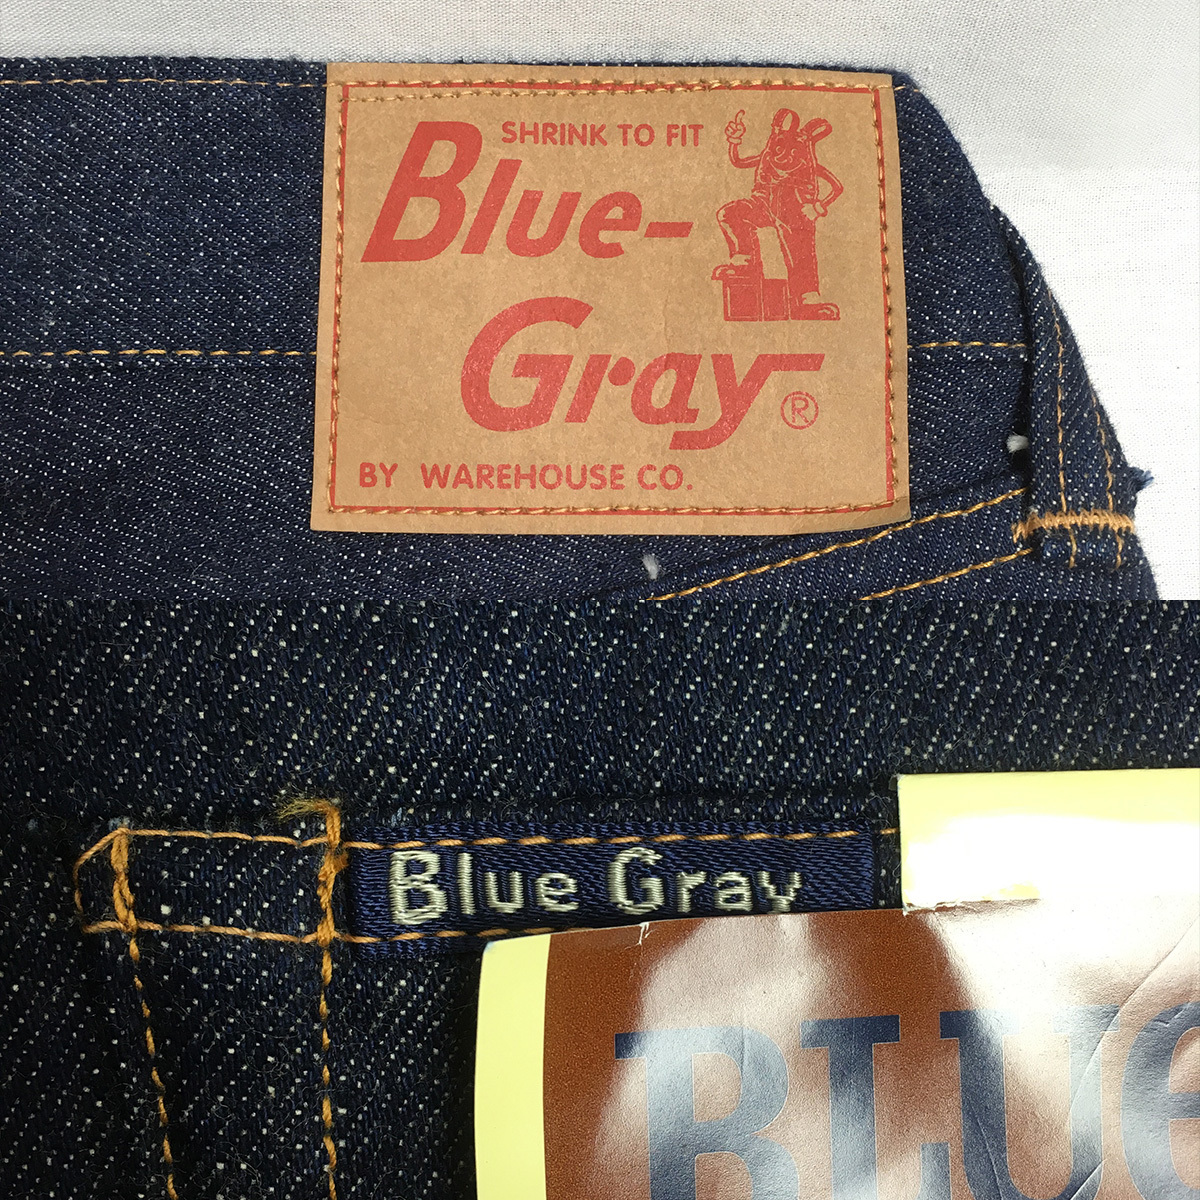 SHRINK TO FIT
Blue-
Gray®
BY WAREHOUSE CO.
Blue Gray
BLUE